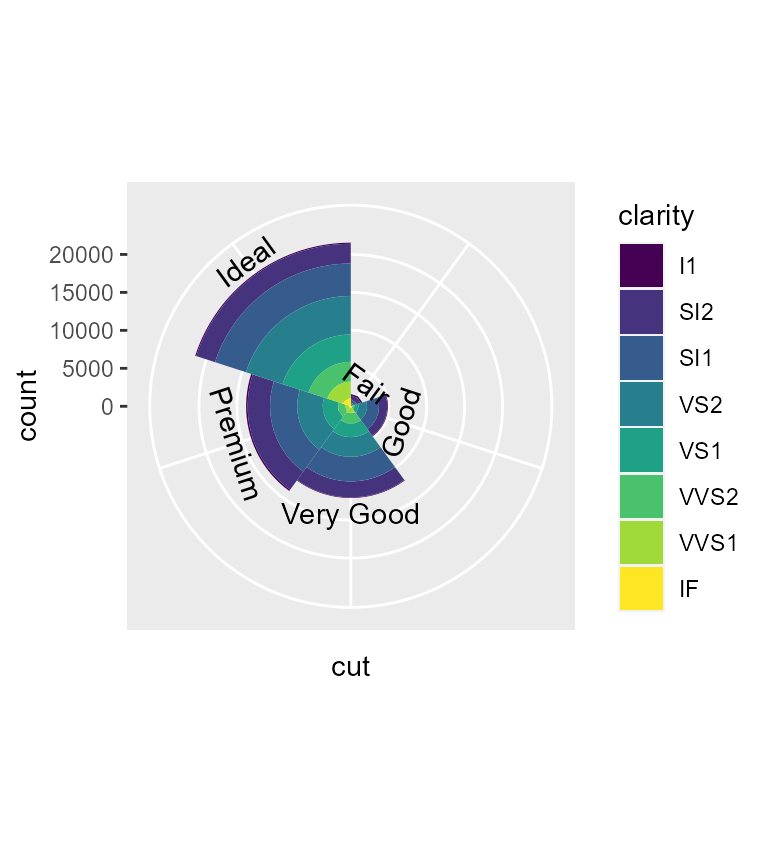 count
20000
15000
10000
5000
0
Ideal
Fair
Good
Premium
Very Good
cut
clarity
I1
SI2
SI1
VS2
VS1
VVS2
VVS1
IF